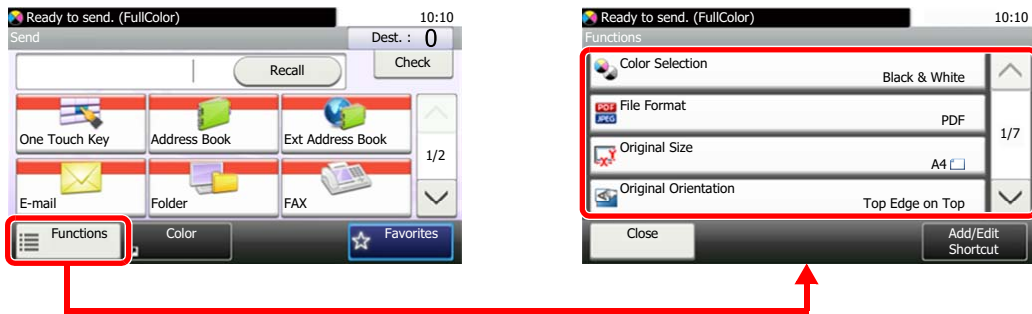 Ready to send. (FullColor) 10:10
Send Dest. : 0
Recall Check
One Touch Key Address Book Ext Address Book
1/2
E-mail Folder FAX
Functions Color Favorites
Ready to send. (FullColor) 10:10
Functions
Color Selection
Black & White
PDF JPEG File Format
PDF
1/7
X Y Original Size
A4
Original Orientation
Top Edge on Top
Close Add/Edit
Shortcut